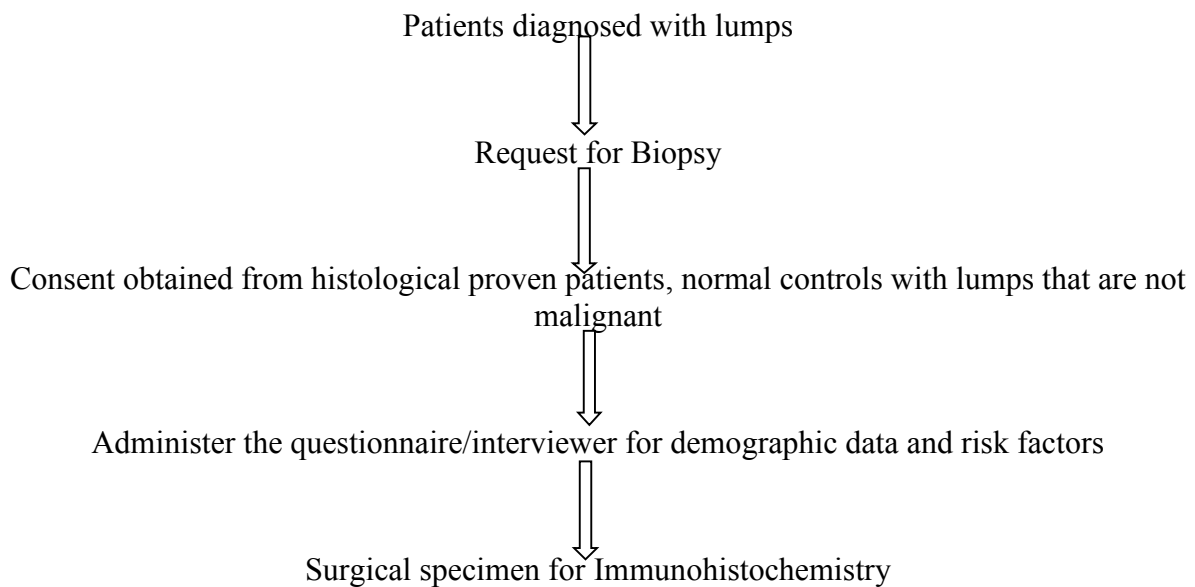 Patients diagnosed with lumps
Request for Biopsy
Consent obtained from histological proven patients, normal controls with lumps that are not
malignant
Administer the questionnaire/interviewer for demographic data and risk factors
Surgical specimen for Immunohistochemistry